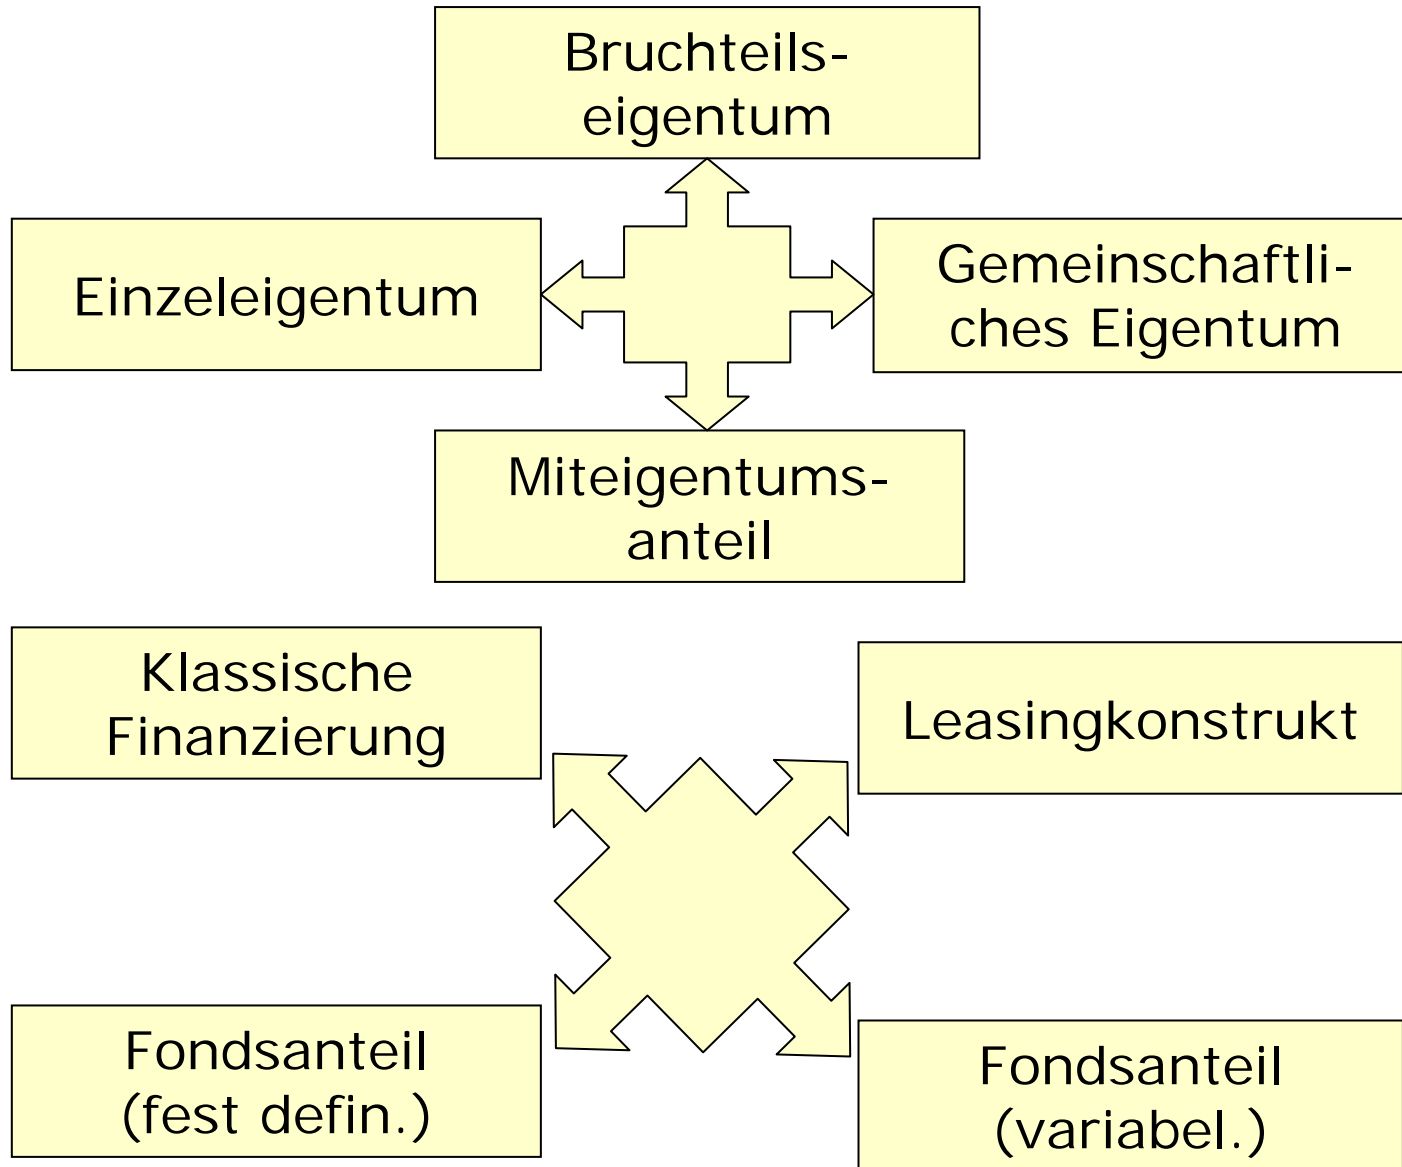 Bruchteils-
eigentum
Einzeleigentum
Gemeinschaftli-
ches Eigentum
Miteigentums-
anteil
Klassische
Finanzierung
Leasingkonstrukt
Fondsanteil
(fest defin.)
Fondsanteil
(variabel.)